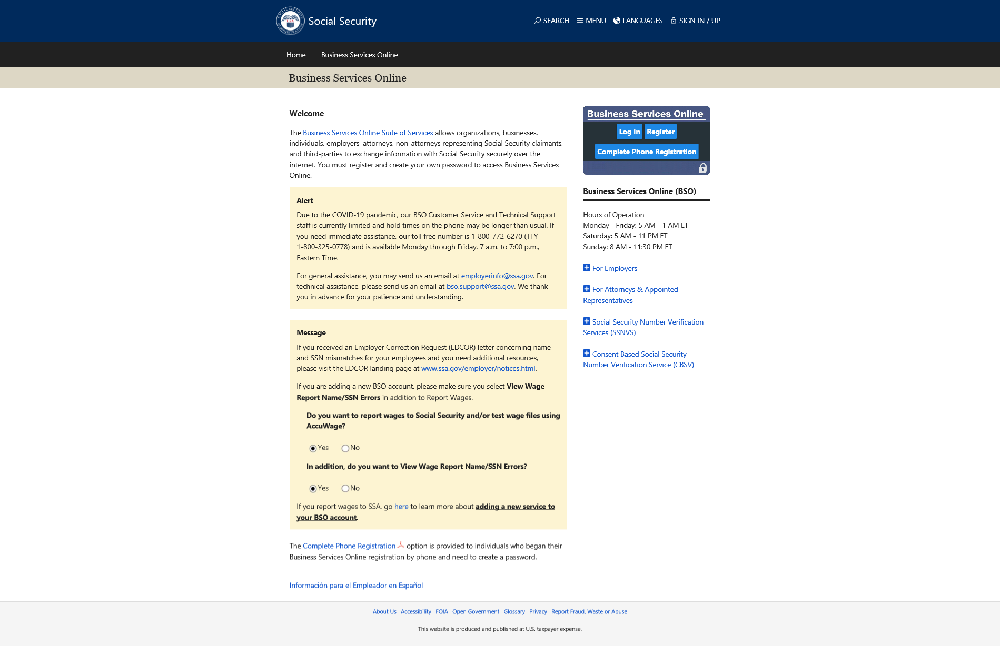 Social Security
SEARCH MENU LANGUAGES SIGN IN / UP
Home Business Services Online
Business Services Online
Welcome
The Business Services Online Suite of Services allows organizations, businesses,
individuals, employers, attorneys, non-attorneys representing Social Security claimants,
and third-parties to exchange information with Social Security securely over the
internet. You must register and create your own password to access Business Services
Online.
Alert
Due to the COVID-19 pandemic, our BSO Customer Service and Technical Support
staff is currently limited and hold times on the phone may be longer than usual. If
you need immediate assistance, our toll free number is 1-800-772-6270 (TTY
1-800-325-0778) and is available Monday through Friday, 7 a.m. to 7:00 p.m.,
Eastern Time.
For general assistance, you may send us an email at employerinfo@ssa.gov. For
technical assistance, please send us an email at bso.support@ssa.gov. We thank
you in advance for your patience and understanding.
Message
If you received an Employer Correction Request (EDCOR) letter concerning name
and SSN mismatches for your employees and you need additional resources,
please visit the EDCOR landing page at www.ssa.gov/employer/notices.html.
If you are adding a new BSO account, please make sure you select View Wage
Report Name/SSN Errors in addition to Report Wages.
Do you want to report wages to Social Security and/or test wage files using
AccuWage?
Yes No
In addition, do you want to View Wage Report Name/SSN Errors?
Yes No
If you report wages to SSA, go here to learn more about adding a new service to
your BSO account.
The Complete Phone Registration option is provided to individuals who began their
Business Services Online registration by phone and need to create a password.
Información para el Empleador en Español
Business Services Online
Log In Register
Complete Phone Registration
Business Services Online (BSO)
Hours of Operation
Monday - Friday: 5 AM - 1 AM ET
Saturday: 5 AM - 11 PM ET
Sunday: 8 AM - 11:30 PM ET
For Employers
For Attorneys & Appointed
Representatives
Social Security Number Verification
Services (SSNVS)
Consent Based Social Security
Number Verification Service (CBSV)
About Us Accessibility FOIA Open Government Glossary Privacy Report Fraud, Waste or Abuse
This website is produced and published at U.S. taxpayer expense.